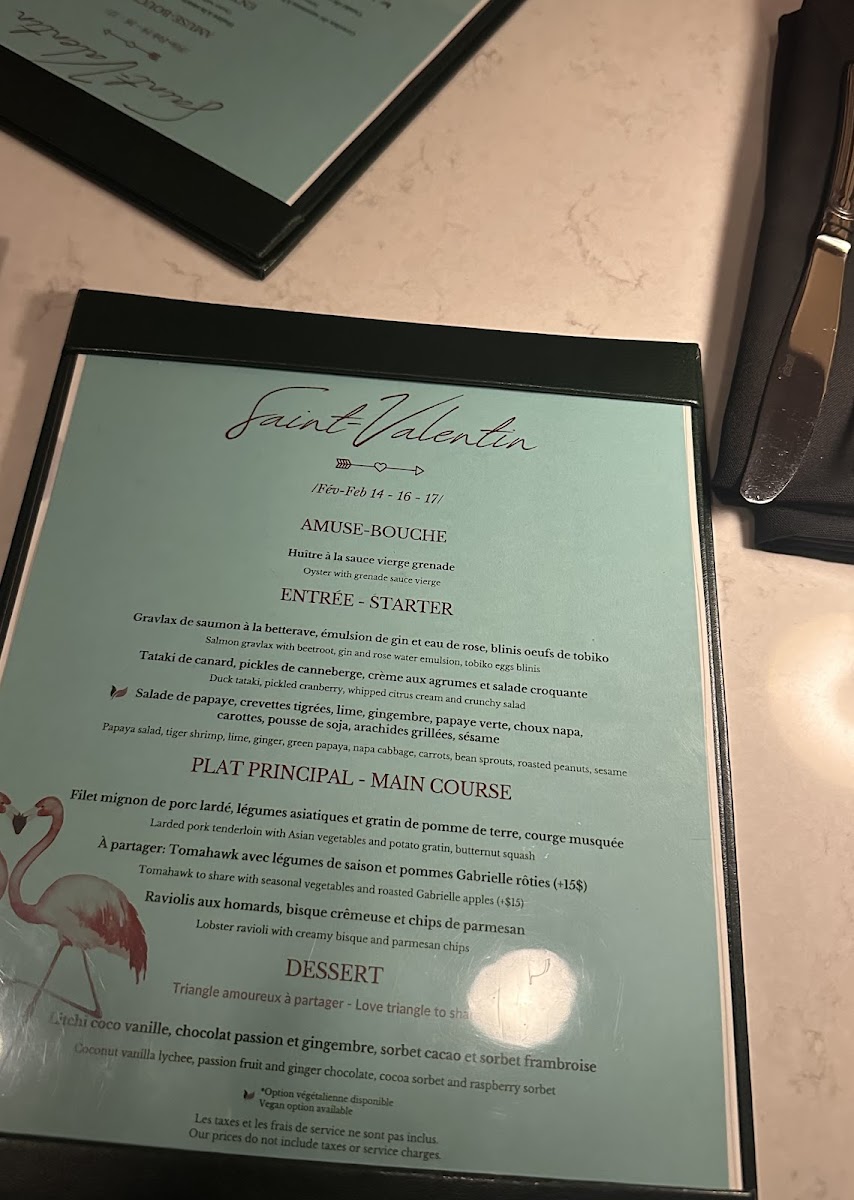 Saint-Valentin
AMUSE-BOUC
Saint-Valentin
/Fév-Feb 14 - 16 - 17/
AMUSE-BOUCHE
Huître à la sauce vierge grenade
Oyster with grenade sauce vierge
ENTRÉE - STARTER
Gravlax de saumon à la betterave, émulsion de gin et eau de rose, blinis oeufs de tobiko
Salmon gravlax with beetroot, gin and rose water emulsion, tobiko eggs blinis
Tataki de canard, pickles de canneberge, crème aux agrumes et salade croquante
Duck tataki, pickled cranberry, whipped citrus cream and crunchy salad
Salade de papaye, crevettes tigrées, lime, gingembre, papaye verte, choux napa,
carottes, pousse de soja, arachides grillées, sésame
Papaya salad, tiger shrimp, lime, ginger, green papaya, napa cabbage, carrots, bean sprouts, roasted peanuts, sesame
PLAT PRINCIPAL - MAIN COURSE
Filet mignon de porc lardé, légumes asiatiques et gratin de pomme de terre, courge musquée
Larded pork tenderloin with Asian vegetables and potato gratin, butternut squash
À partager: Tomahawk avec légumes de saison et pommes Gabrielle rôties (+15$)
Tomahawk to share with seasonal vegetables and roasted Gabrielle apples (+$15)
Raviolis aux homards, bisque crêmeuse et chips de parmesan
Lobster ravioli with creamy bisque and parmesan chips
DESSERT
Triangle amoureux à partager - Love triangle to sha
Litchi coco vanille, chocolat passion et gingembre, sorbet cacao et sorbet frambroise
Coconut vanilla lychee, passion fruit and ginger chocolate, cocoa sorbet and raspberry sorbet
*Option végétalienne disponible
Vegan option available
Les taxes et les frais de service ne sont pas inclus.
Our prices do not include taxes or service charges.